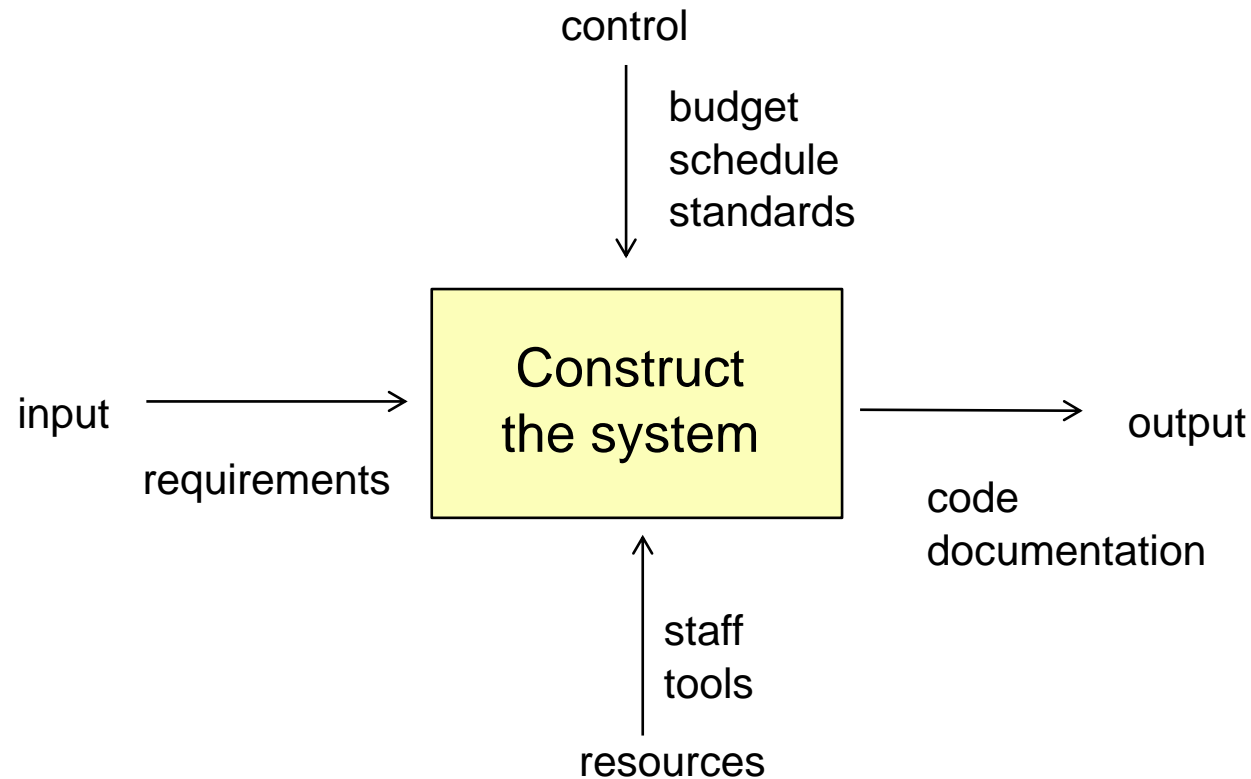 control
budget
schedule
standards
Construct
the system
input
requirements
output
code
documentation
staff
tools
resources